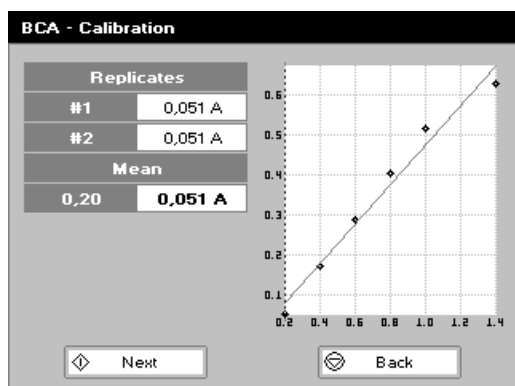 BCA - Calibration
Replicates
#1 0,051 A
#2 0,051 A
Mean
0,20 0,051 A
0.6
0.5
0.4
0.3
0.2
0.1
0.2 0.4 0.6 0.8 1.0 1.2 1.4
Next
Back